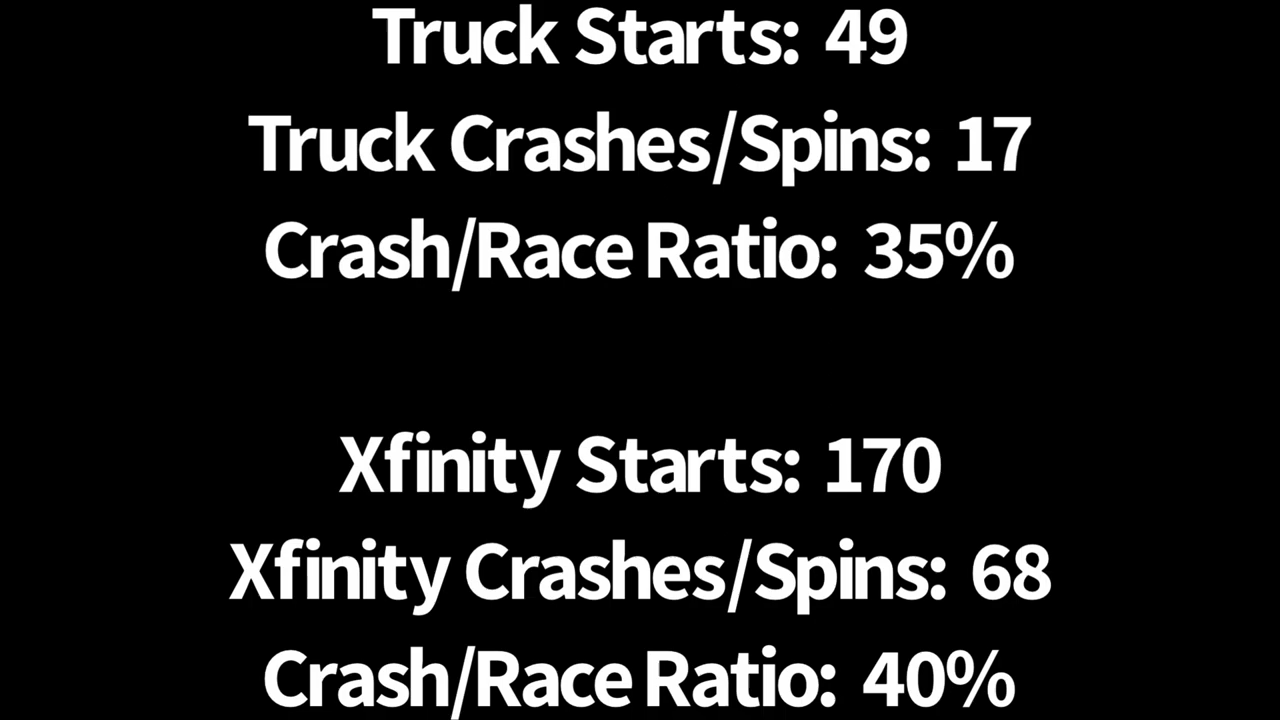 Truck Starts: 49
Truck Crashes/Spins: 17
Crash/Race Ratio: 35%
Xfinity Starts: 170
Xfinity Crashes/Spins: 68
Crash/Race Ratio: 40%